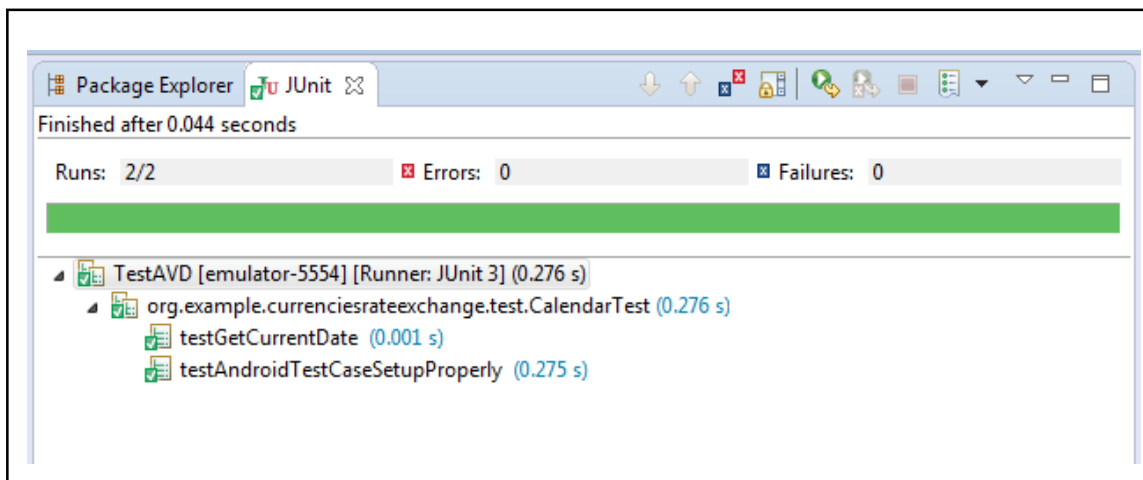 Package Explorer JUnit
Finished after 0.044 seconds
Runs: 2/2 Errors: 0 Failures: 0
TestAVD [emulator-5554] [Runner: JUnit 3] (0.276 s)
org.example.currenciesrateexchange.test.CalendarTest (0.276 s)
testGetCurrentDate (0.001 s)
testAndroidTestCaseSetupProperly (0.275 s)